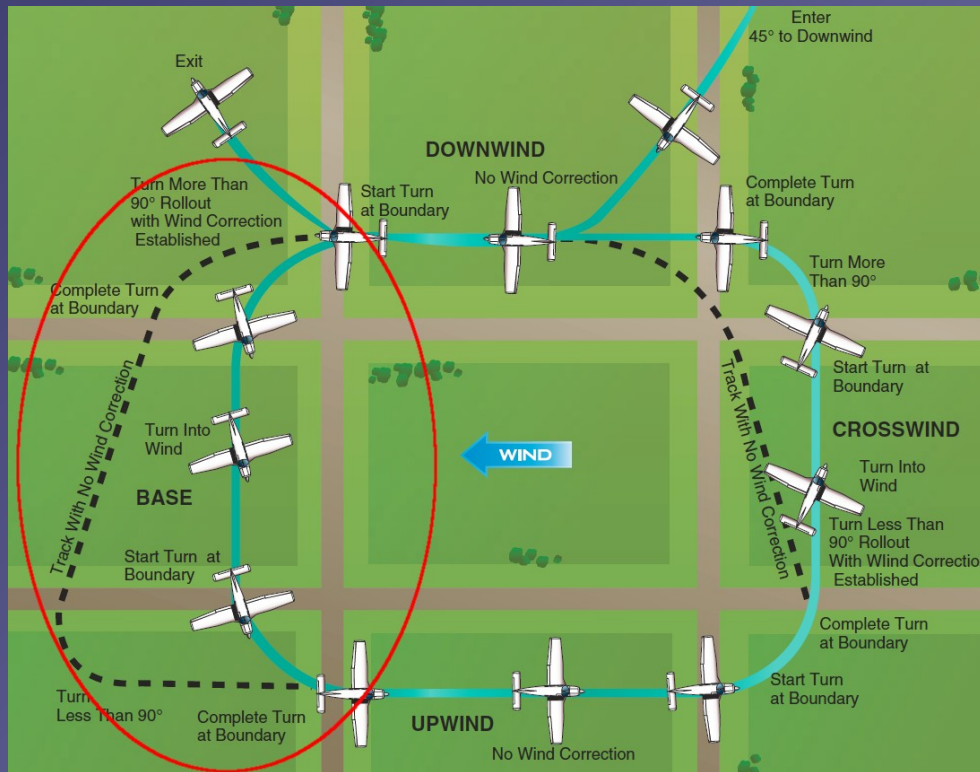 Enter
45° to Downwind
Exit
DOWNWIND
No Wind Correction
Turn More Than
90° Rollout
with Wind Correction
Established
Start Turn
at Boundary
Complete Turn
at Boundary
Turn More
Than 90°
Complete Turn
at Boundary
Track With No Wind Correction
Track With No Wind Correction
Start Turn at
Boundary
Turn Into
Wind
WIND
CROSSWIND
Turn Into
Wind
BASE
Turn Less Than
90° Rollout
With WIind Correctio
Established
Start Turn at
Boundary
Complete Turn
at Boundary
Turn
Less Than 90°
Complete Turn
at Boundary
UPWIND
No Wind Correction
Start Turn
at Boundary